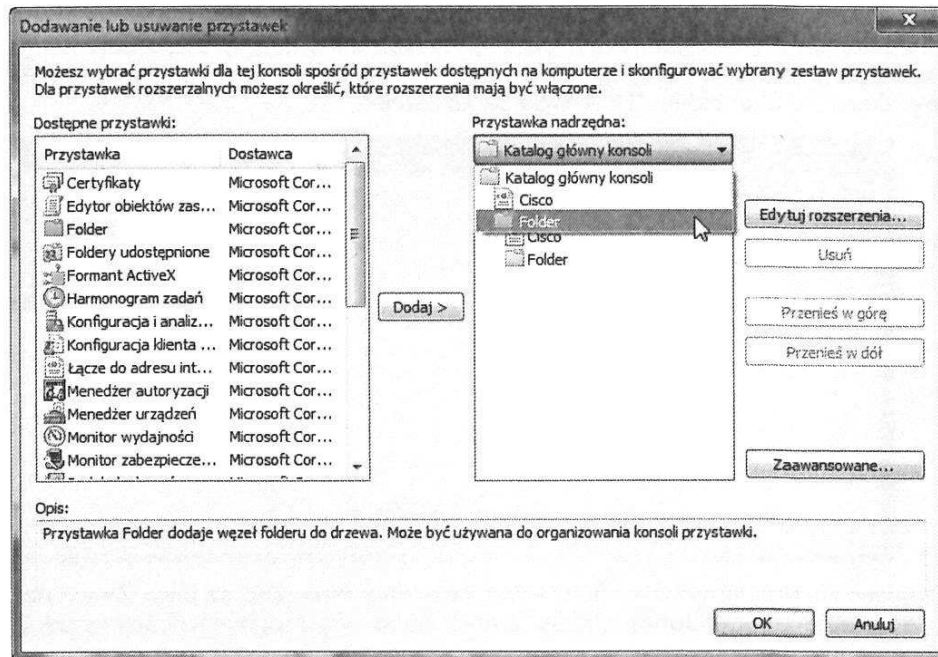 Dodawanie lub usuwanie przystawek
Możesz wybrać przystawki dla tej konsoli spośród przystawek dostępnych na komputerze i skonfigurować wybrany zestaw przystawek.
Dla przystawek rozszerzalnych możesz określić, które rozszerzenia mają być włączone.
Dostępne przystawki:
Przystawka Dostawca
Certyfikaty Microsoft Cor...
Edytor obiektów zas... Microsoft Cor...
Folder Microsoft Cor...
Foldery udostępnione Microsoft Cor...
Formant ActiveX Microsoft Cor...
Harmonogram zadań Microsoft Cor...
Konfiguracja i analiz... Microsoft Cor...
Konfiguracja klienta ... Microsoft Cor...
Łącze do adresu int... Microsoft Cor...
Menedżer autoryzacji Microsoft Cor...
Menedżer urządzeń Microsoft Cor...
Monitor wydajności Microsoft Cor...
Monitor zabezpiecze... Microsoft Cor...
Dodaj >
Przystawka nadrzędna:
Katalog główny konsoli
Katalog główny konsoli
Cisco
Folder
Cisco
Folder
Edytuj rozszerzenia...
Usuń
Przenieś w górę
Przenieś w dół
Zaawansowane...
Opis:
Przystawka Folder dodaje węzeł folderu do drzewa. Może być używana do organizowania konsoli przystawki.
OK
Anuluj